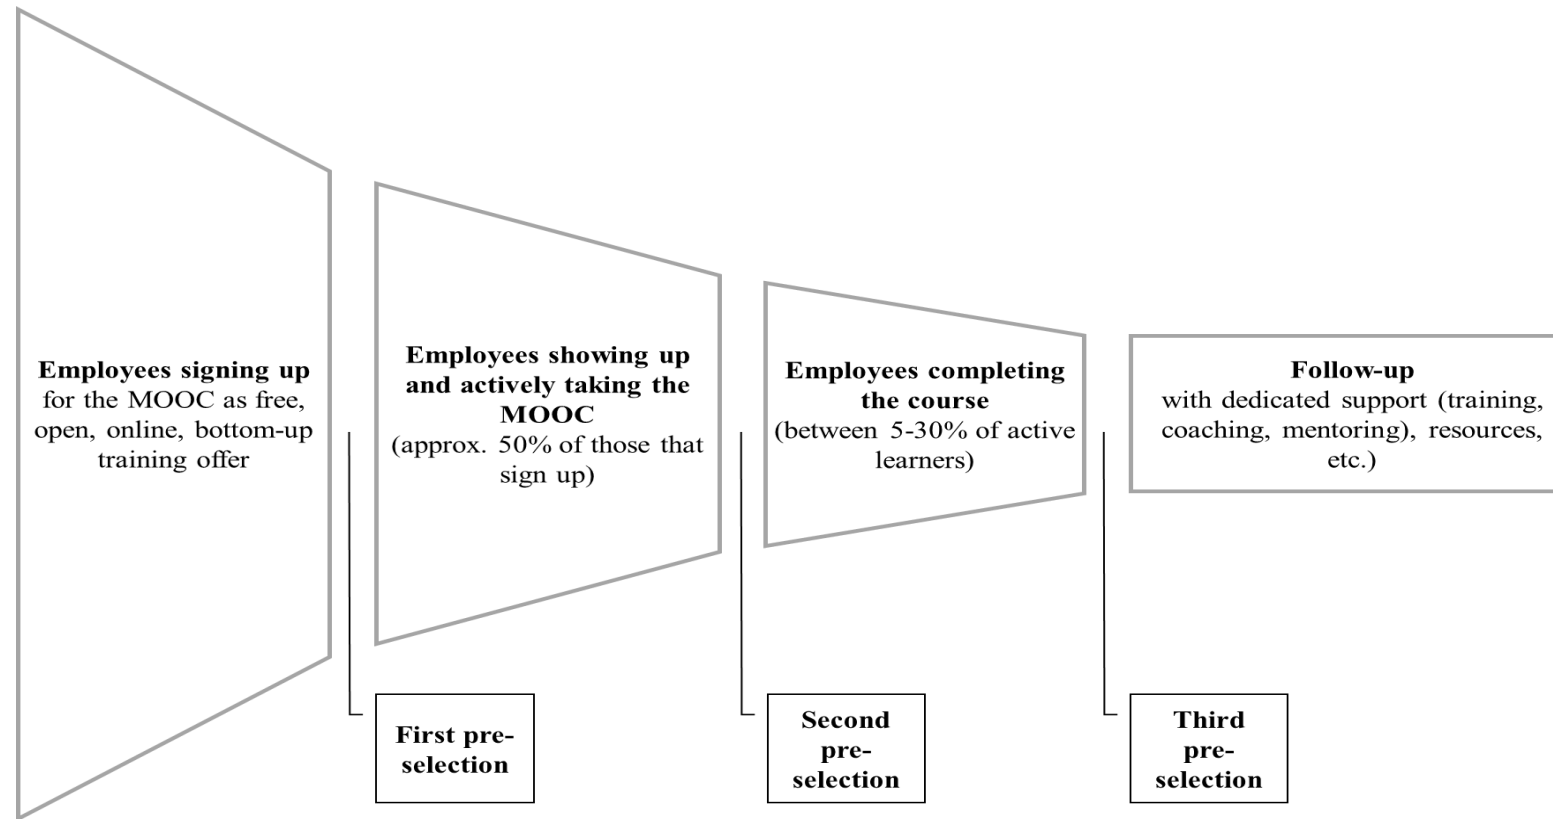 Employees signing up
for the MOOC as free,
open, online, bottom-up
training offer
Employees showing up
and actively taking the
MOOC
(approx. 50% of those that
sign up)
Employees completing
the course
(between 5-30% of active
learners)
Follow-up
with dedicated support (training,
coaching, mentoring), resources,
etc.)
First pre-
selection
Second
pre-
selection
Third
pre-
selection